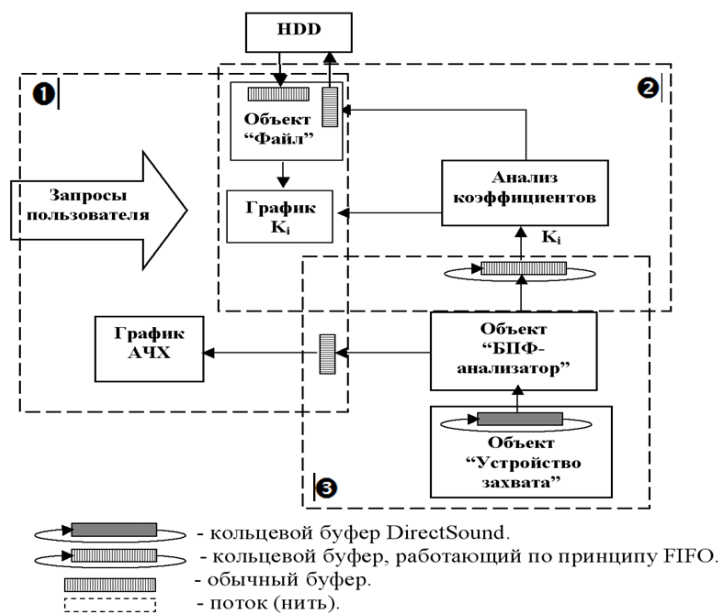 HDD
❶
❷
Объект
“Файл”
Запросы
пользователя
График
Ki
Анализ
коэффициентов
Ki
График
АЧХ
Объект
“БПФ-
анализатор”
Объект
“Устройство
захвата”
❸
- кольцевой буфер DirectSound.
- кольцевой буфер, работающий по принципу FIFO.
- обычный буфер.
- поток (нить).